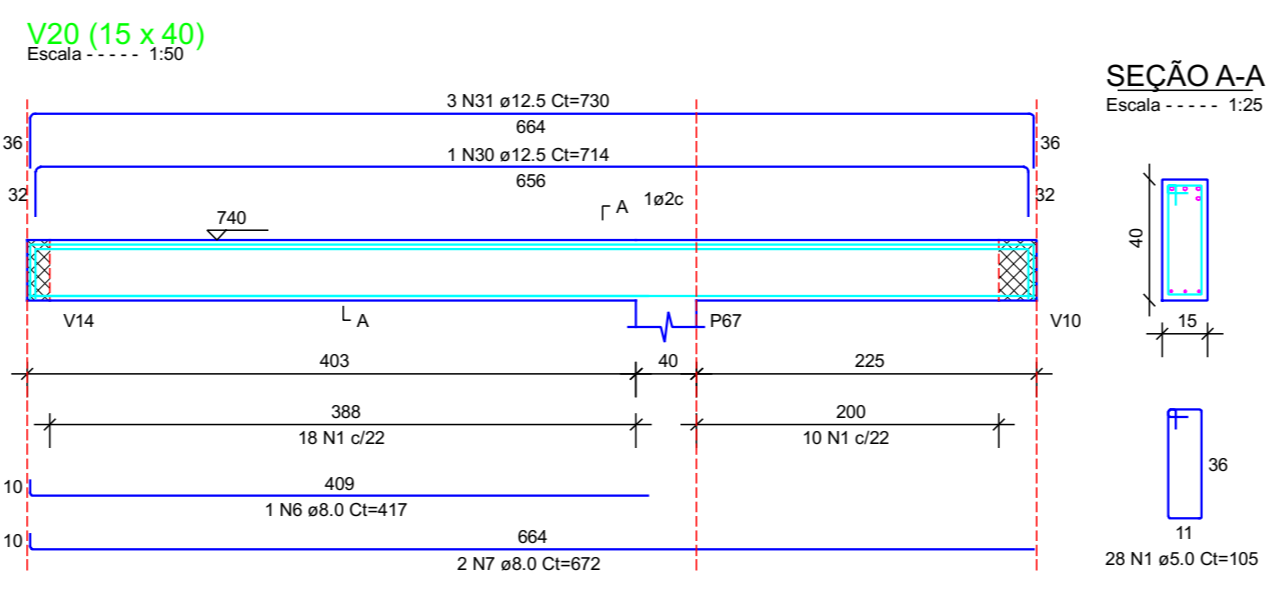 V20 (15 x 40)
Escala - - - - - 1:50
SEÇÃO A-A
Escala - - - - - 1:25
3 N31 ø12.5 Ct=730
36
664
36
1 N30 ø12.5 Ct=714
32
656
32
A
1ø2c
740
40
V14
A
P67
V10
15
403
40
225
388
200
18 N1 c/22
10 N1 c/22
36
10
409
1 N6 ø8.0 Ct=417
11
10
664
2 N7 ø8.0 Ct=672
28 N1 ø5.0 Ct=105